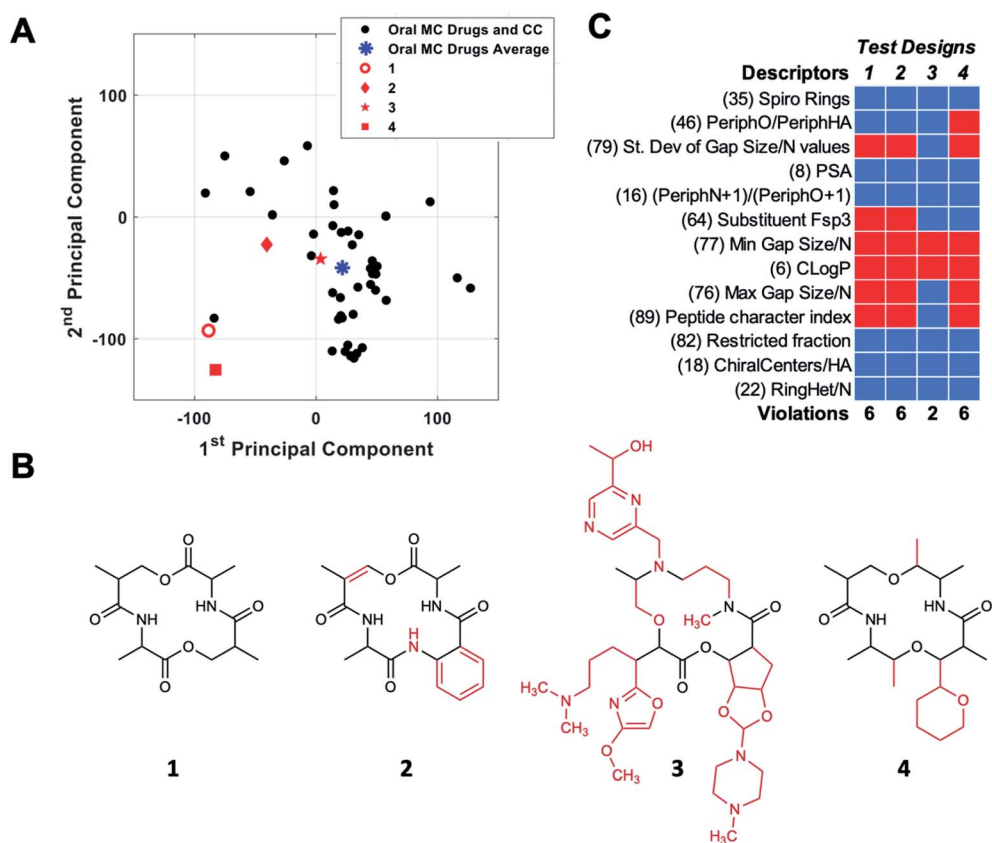 A
Oral MC Drugs and CC
Oral MC Drugs Average
1
2
3
4
100
0
-100
-100
0
100
2nd Principal Component
1st Principal Component
C
Test Designs
Descriptors 1 2 3 4
(35) Spiro Rings
(46) PeriphO/PeriphHA
(79) St. Dev of Gap Size/N values
(8) PSA
(16) (PeriphN+1)/(PeriphO+1)
(64) Substituent Fsp3
(77) Min Gap Size/N
(6) CLogP
(76) Max Gap Size/N
(89) Peptide character index
(82) Restricted fraction
(18) ChiralCenters/HA
(22) RingHet/N
Violations 6 6 2 6
B
O
O
O
NH
HN
O
O
O
1
O
O
O
NH
HN
O
H
N
O
2
OH
N
N
N
O
N
H3C
O
O
O
H3C
N
CH3
N
O
O
CH3
O
O
N
N
H3C
3
O
O
NH
HN
O
O
O
4